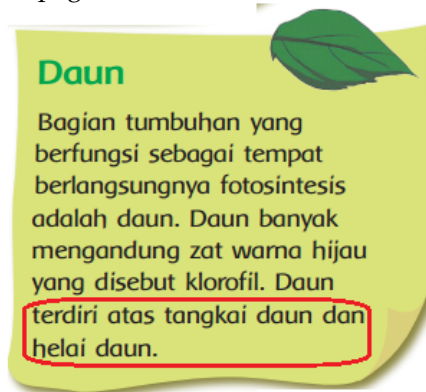 Daun
Bagian tumbuhan yang
berfungsi sebagai tempat
berlangsungnya fotosintesis
adalah daun. Daun banyak
mengandung zat warna hijau
yang disebut klorofil. Daun
terdiri atas tangkai daun dan
helai daun.